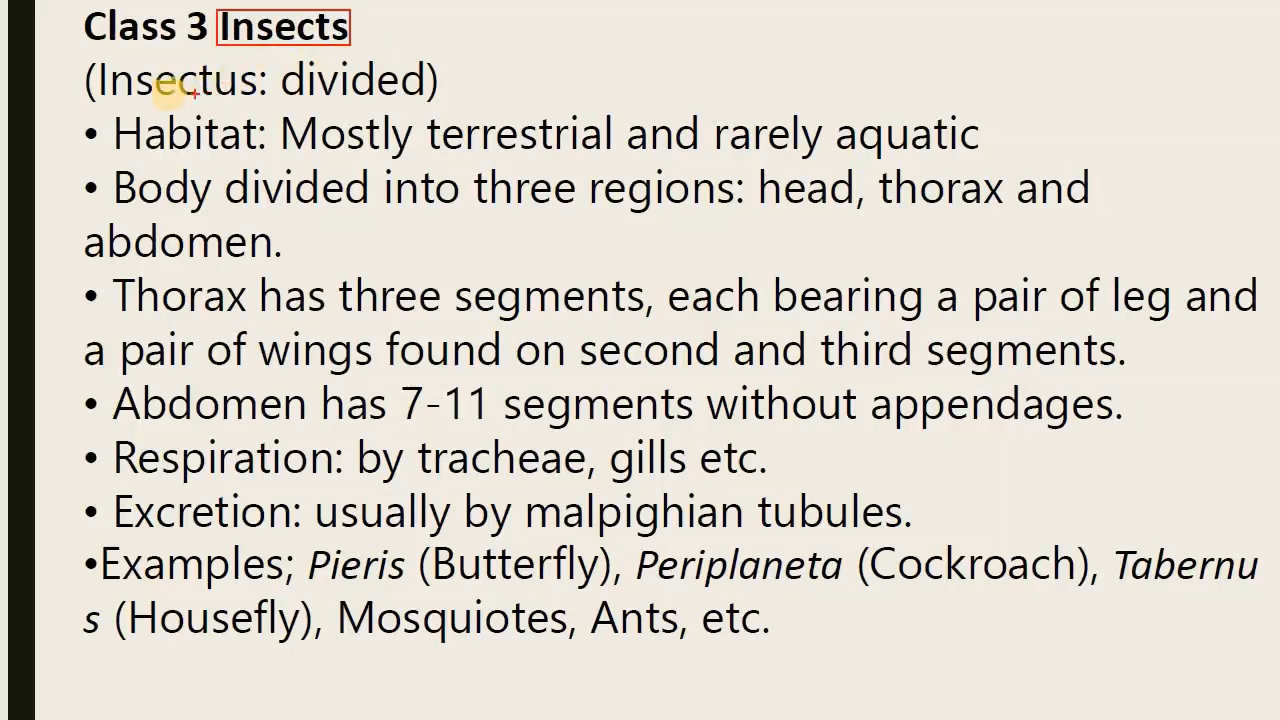 Class 3 Insects
(Insectus: divided)
• Habitat: Mostly terrestrial and rarely aquatic
• Body divided into three regions: head, thorax and
abdomen.
• Thorax has three segments, each bearing a pair of leg and
a pair of wings found on second and third segments.
• Abdomen has 7-11 segments without appendages.
• Respiration: by tracheae, gills etc.
• Excretion: usually by malpighian tubules.
•Examples; Pieris (Butterfly), Periplaneta (Cockroach), Tabernu
s (Housefly), Mosquiotes, Ants, etc.